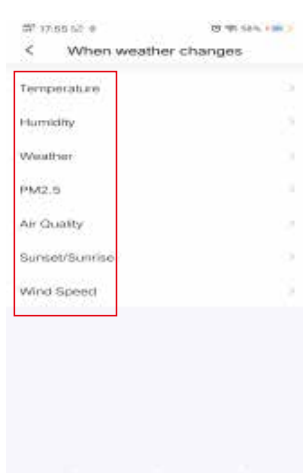 When weather changes
Temperature
Humidity
Weather
PM2.5
Air Quality
Sunset/Sunrise
Wind Speed